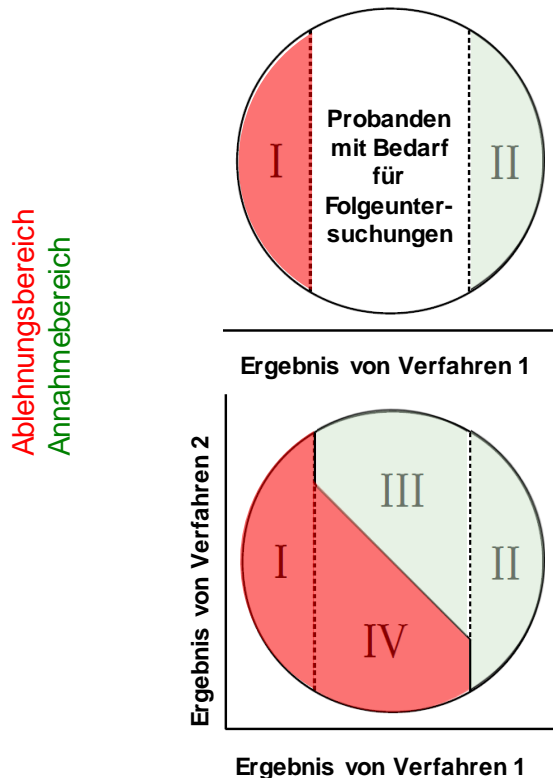 Ablehnungsbereich
Annahmebereich
I
Probanden
mit Bedarf
für
Folgeunter-
suchungen
II
Ergebnis von Verfahren 1
Ergebnis von Verfahren 2
III
I
II
IV
Ergebnis von Verfahren 1